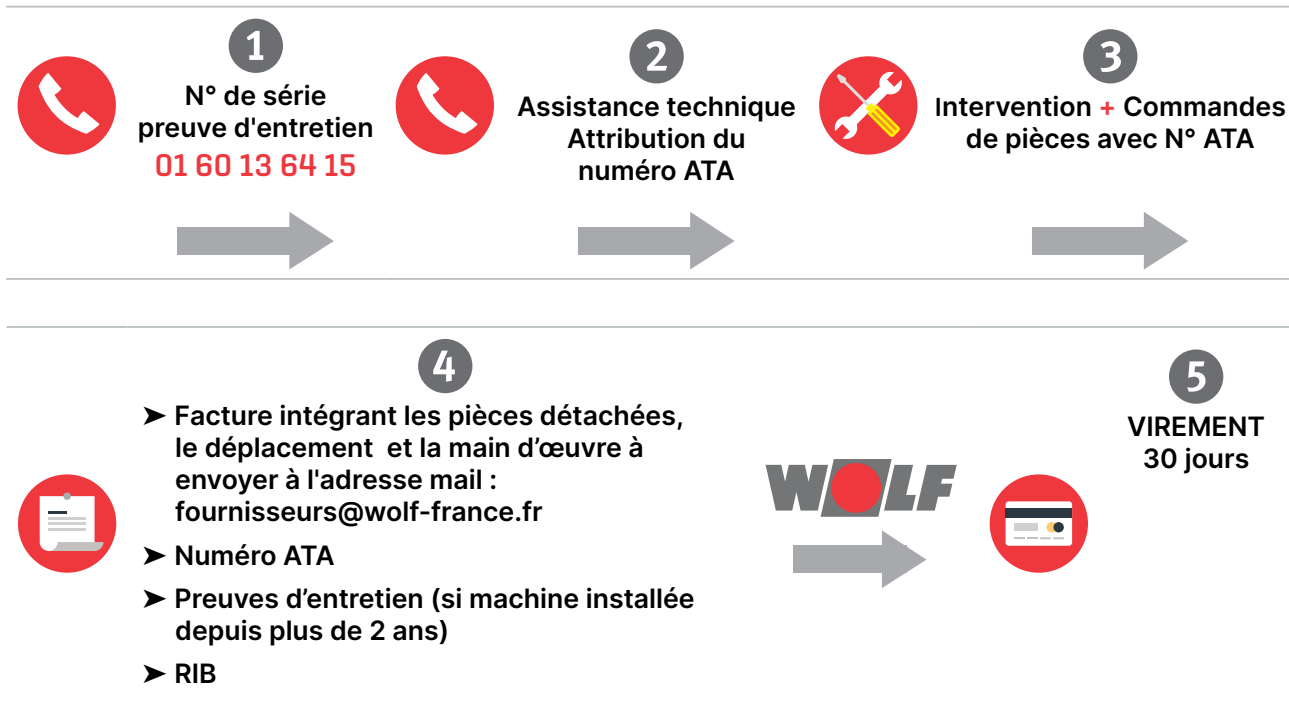 1
N° de série
preuve d'entretien
01 60 13 64 15
2
Assistance technique
Attribution du
numéro ATA
3
Intervention + Commandes
de pièces avec N° ATA
4
➤ Facture intégrant les pièces détachées,
le déplacement et la main d’œuvre à
envoyer à l'adresse mail :
fournisseurs@wolf-france.fr
➤ Numéro ATA
➤ Preuves d’entretien (si machine installée
depuis plus de 2 ans)
➤ RIB
WOLF
5
VIREMENT
30 jours